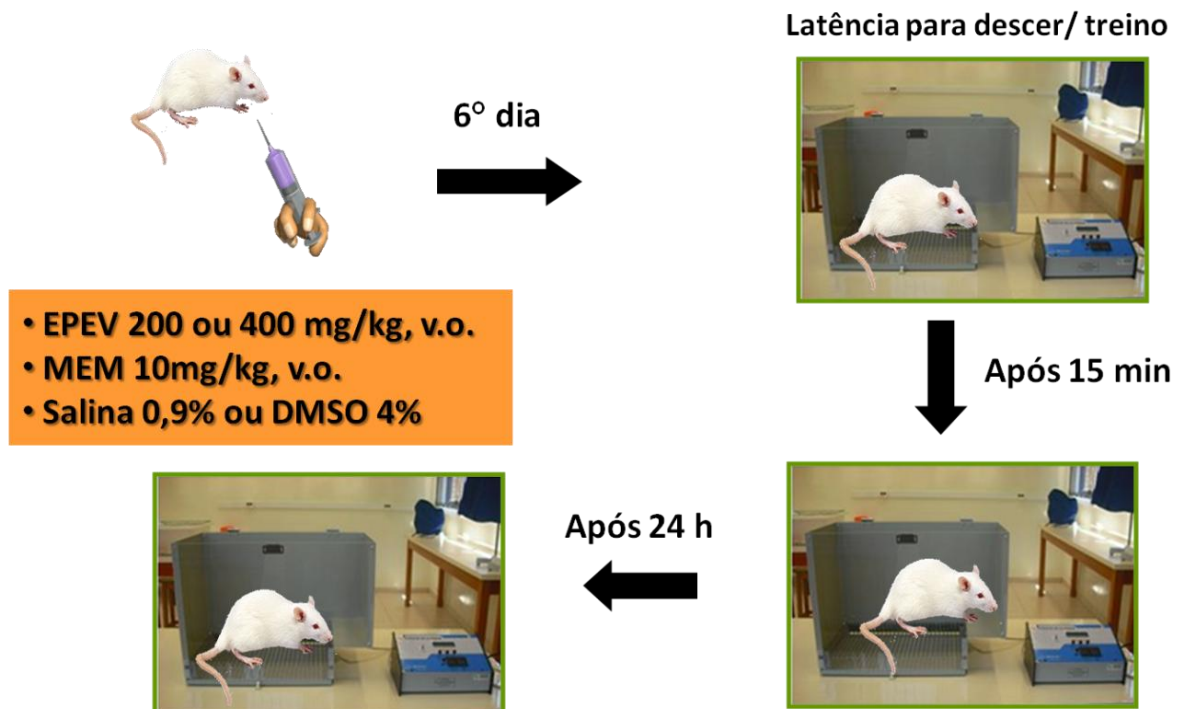 Latência para descer/ treino
6° dia
• EPEV 200 ou 400 mg/kg, v.o.
• MEM 10mg/kg, v.o.
• Salina 0,9% ou DMSO 4%
Após 15 min
Após 24 h